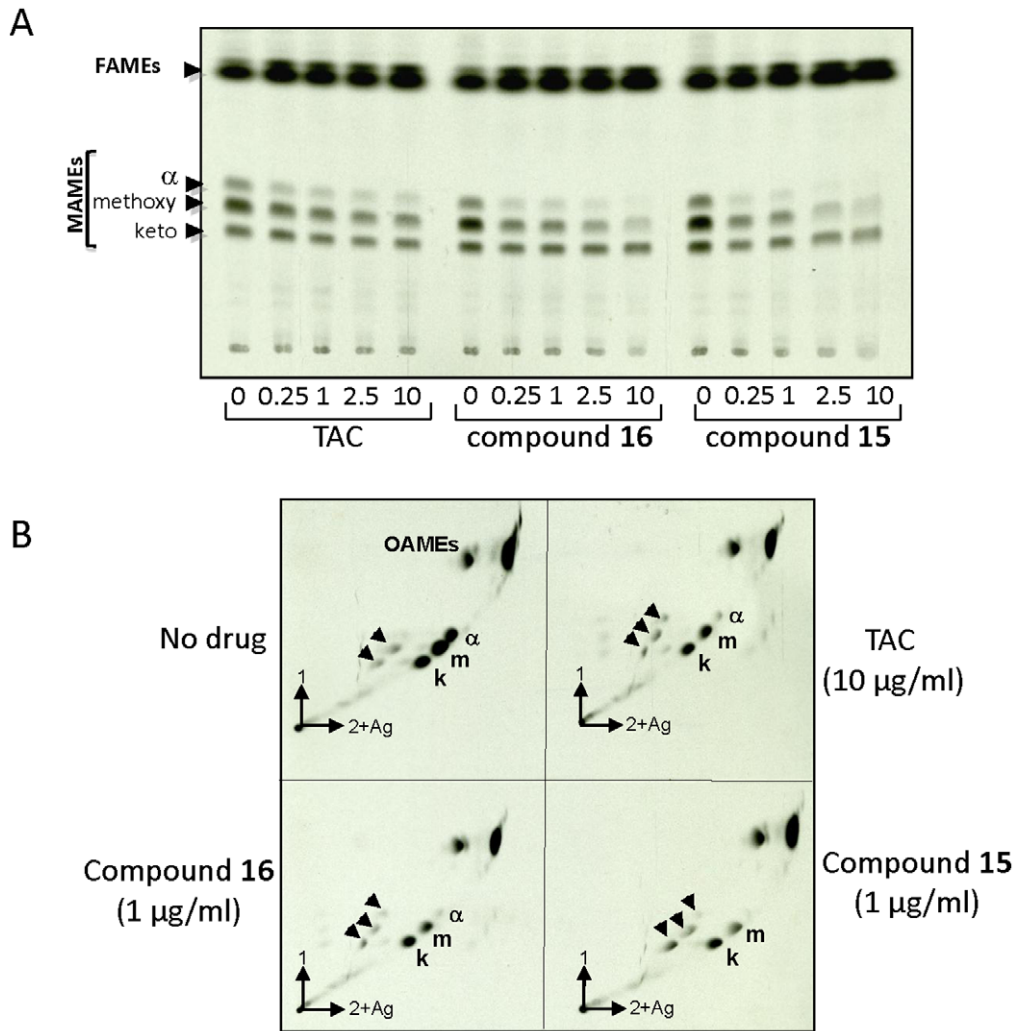 A
FAMEs
MAMEs
α
methoxy
keto
0 0.25 1 2.5 10 0 0.25 1 2.5 10 0 0.25 1 2.5 10
TAC compound 16 compound 15
B
No drug
OAMEs
α
m
k
1
2+Ag
α
m
k
1
2+Ag
TAC
(10 µg/ml)
Compound 16
(1 µg/ml)
α
m
k
1
2+Ag
m
k
1
2+Ag
Compound 15
(1 µg/ml)